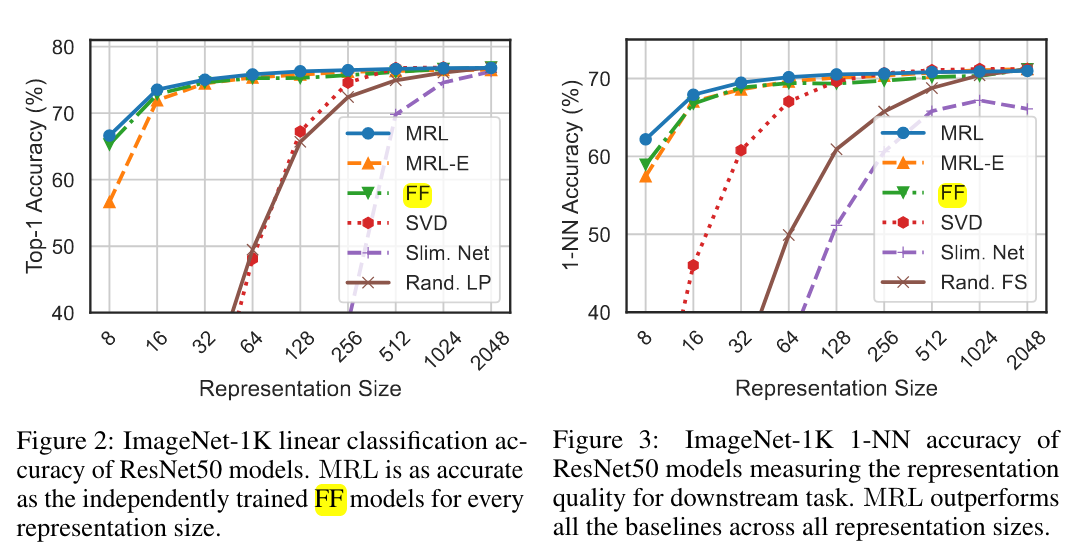 80
70
60
50
40
Top-1 Accuracy (%)
8 16 32 64 128 256 512 1024 2048
Representation Size
MRL
MRL-E
FF
SVD
Slim. Net
Rand. LP
Figure 2: ImageNet-1K linear classification ac-
curacy of ResNet50 models. MRL is as accurate
as the independently trained FF models for every
representation size.
70
60
50
40
1-NN Accuracy (%)
8 16 32 64 128 256 512 1024 2048
Representation Size
MRL
MRL-E
FF
SVD
Slim. Net
Rand. FS
Figure 3: ImageNet-1K 1-NN accuracy of
ResNet50 models measuring the representation
quality for downstream task. MRL outperforms
all the baselines across all representation sizes.